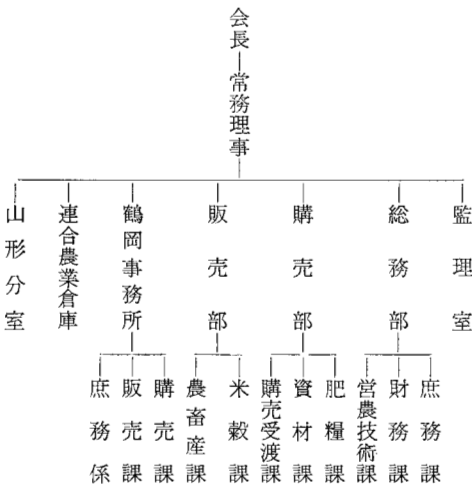 会長―常務理事
監理室
総務部
購売部
販売部
鶴岡事務所
連合農業倉庫
山形分室
庶務課
財務課
営農技術課
肥糧課
資材課
購売受渡課
米穀課
農畜産課
購売課
販売課
庶務係